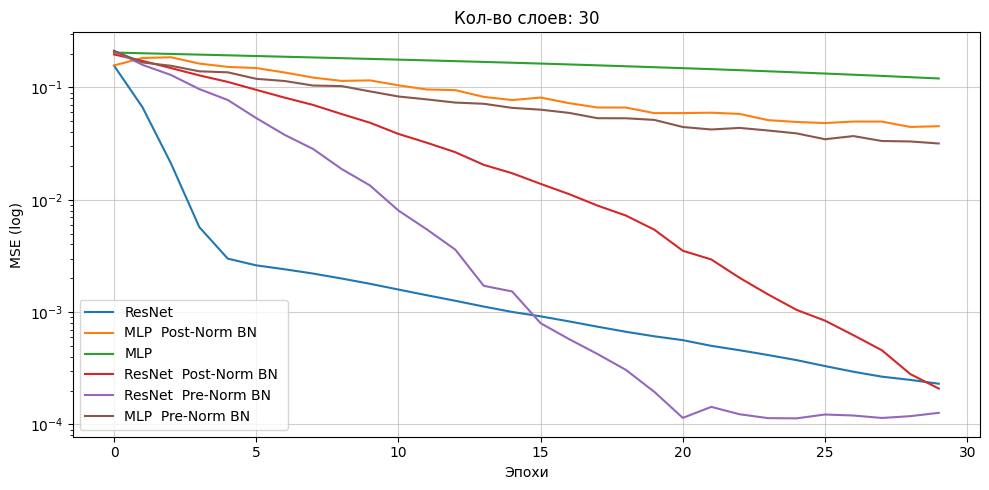 Кол-во слоев: 30
MSE (log)
10⁻¹
10⁻²
10⁻³
10⁻⁴
ResNet
MLP  Post-Norm BN
MLP
ResNet  Post-Norm BN
ResNet  Pre-Norm BN
MLP  Pre-Norm BN
0 5 10 15 20 25 30
Эпохи